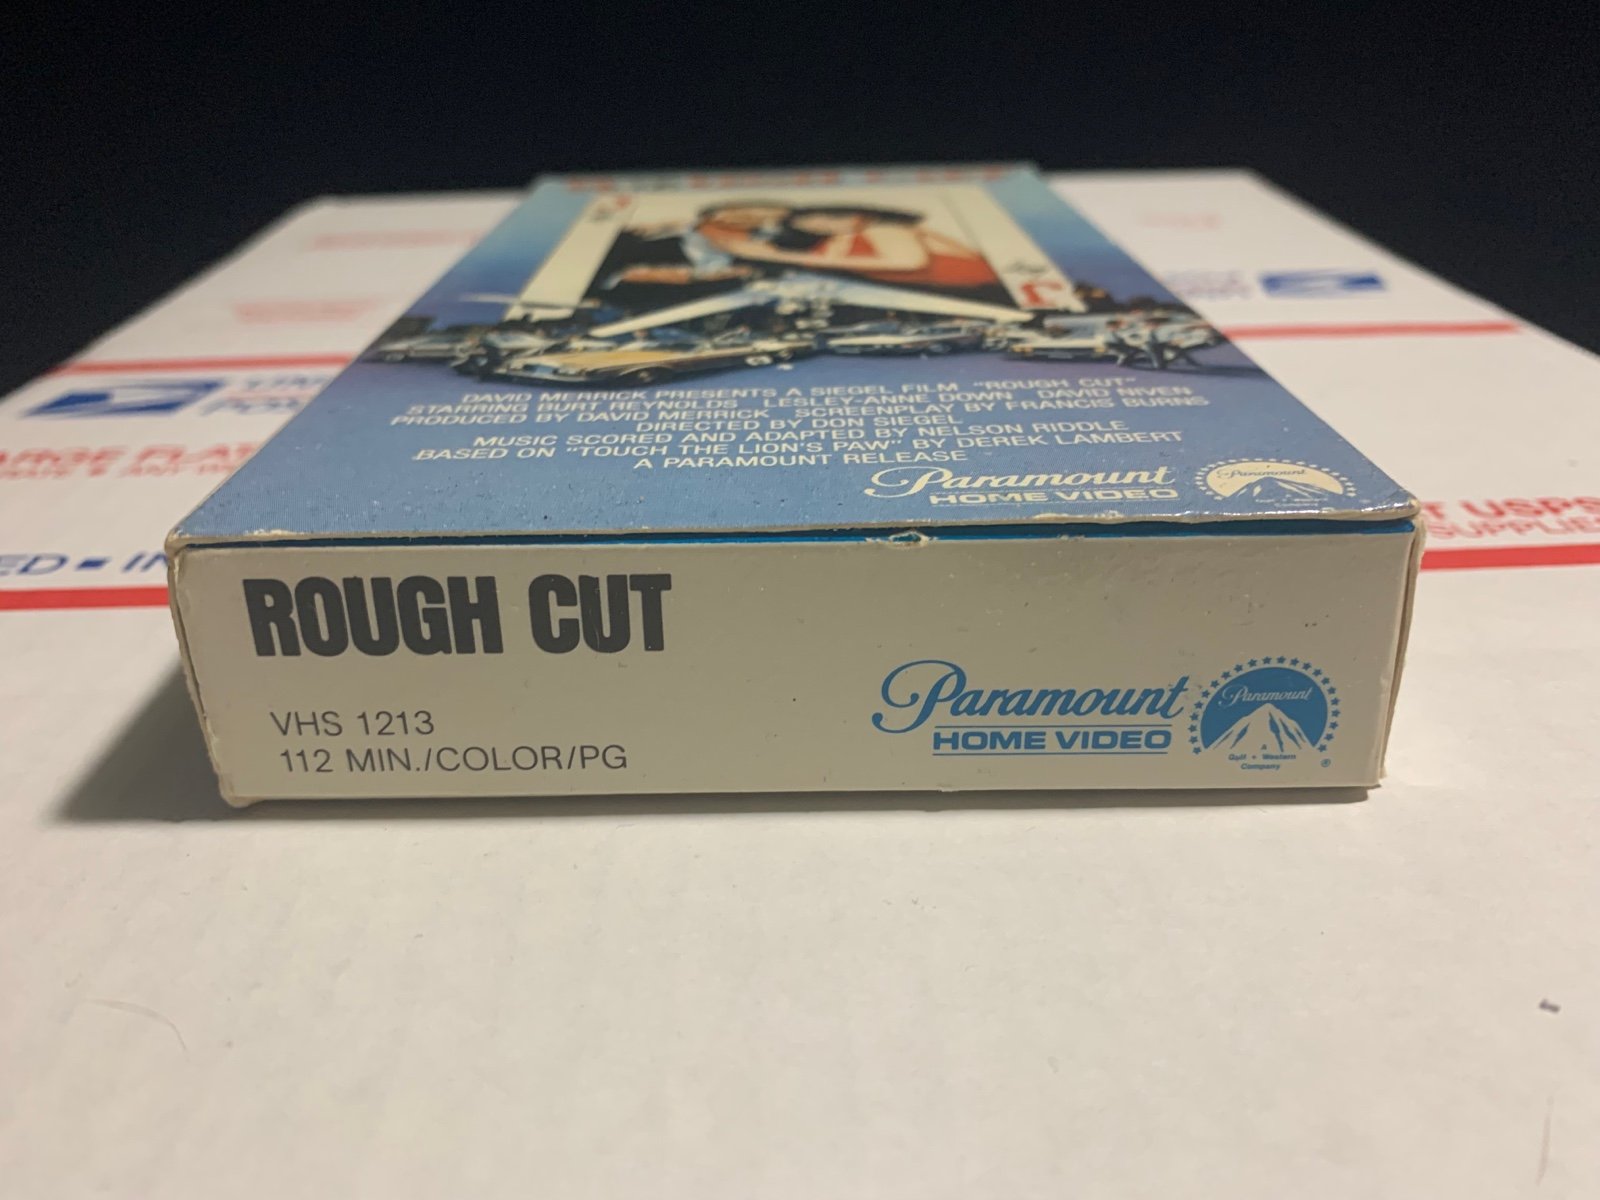 J
DAVID MERRICK PRESENTS A SIEGEL FILM "ROUGH CUT"
STARRING BURT REYNOLDS LESLEY-ANNE DOWN DAVID NIVEN
PRODUCED BY DAVID MERRICK SCREENPLAY BY FRANCIS BURNS
DIRECTED BY DON SIEGEL
MUSIC SCORED AND ADAPTED BY NELSON RIDDLE
BASED ON "TOUCH THE LION'S PAW" BY DEREK LAMBERT
A PARAMOUNT RELEASE
Paramount
HOME VIDEO
Paramount
ROUGH CUT
VHS 1213
112 MIN./COLOR/PG
Paramount
HOME VIDEO
Paramount
A
Gulf + Western
Company
®
USPS